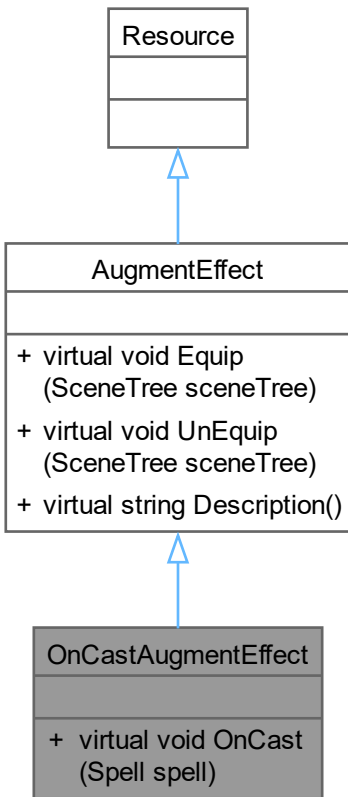 Resource
AugmentEffect
+ virtual void Equip
(SceneTree sceneTree)
+ virtual void UnEquip
(SceneTree sceneTree)
+ virtual string Description()
OnCastAugmentEffect
+ virtual void OnCast
(Spell spell)